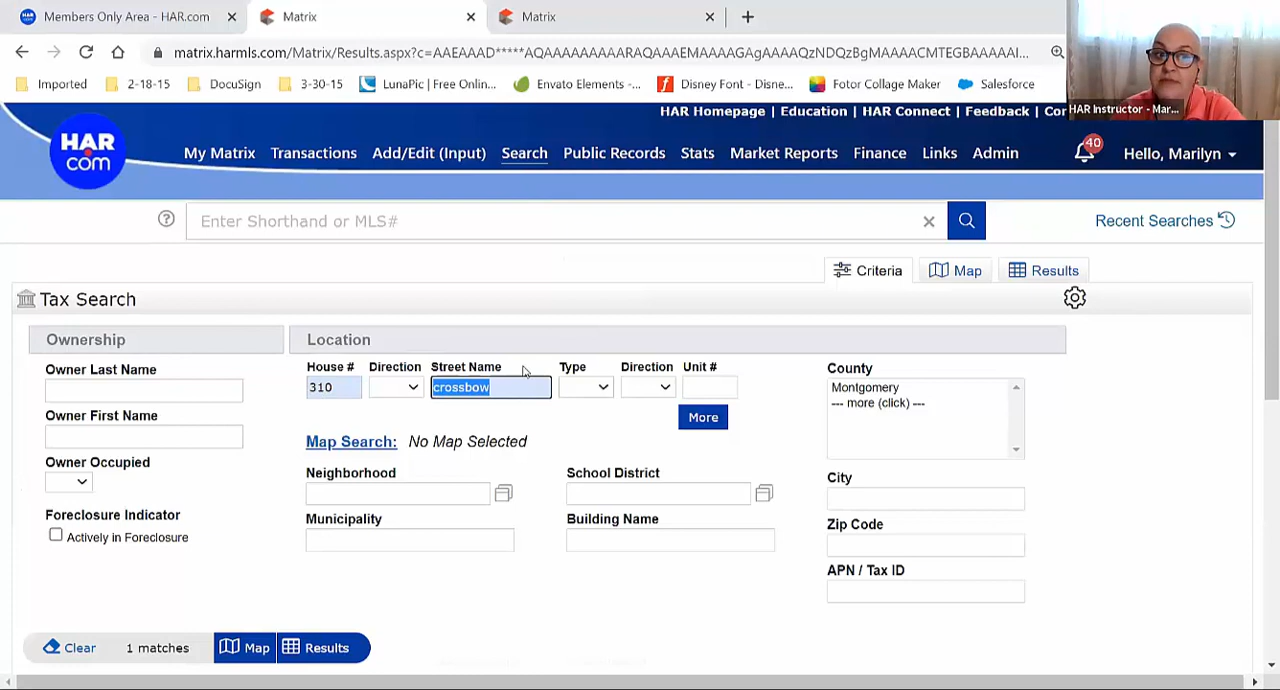 Members Only Area - HAR.com
Matrix
Matrix
matrix.harmls.com/Matrix/Results.aspx?c=AAEAAAD*****AQAAAAAAAAARAQAAAEMAAAAGAgAAAAQzNDQzBgMAAAACMTEGBAAAAAI...
Imported
2-18-15
DocuSign
3-30-15
LunaPic | Free Onlin...
Envato Elements -...
Disney Font - Disne...
Fotor Collage Maker
Salesforce
HAR Instructor - Mar...
HAR Homepage | Education | HAR Connect | Feedback | Cor
HAR
com
My Matrix
Transactions
Add/Edit (Input)
Search
Public Records
Stats
Market Reports
Finance
Links
Admin
40
Hello, Marilyn
Enter Shorthand or MLS#
Recent Searches
Criteria
Map
Results
Tax Search
Ownership
Location
Owner Last Name
Owner First Name
Owner Occupied
Foreclosure Indicator
Actively in Foreclosure
House #
Direction
Street Name
Type
Direction
Unit #
310
crossbow
More
Map Search: No Map Selected
Neighborhood
School District
Municipality
Building Name
County
Montgomery
--- more (click) ---
City
Zip Code
APN / Tax ID
Clear
1 matches
Map
Results